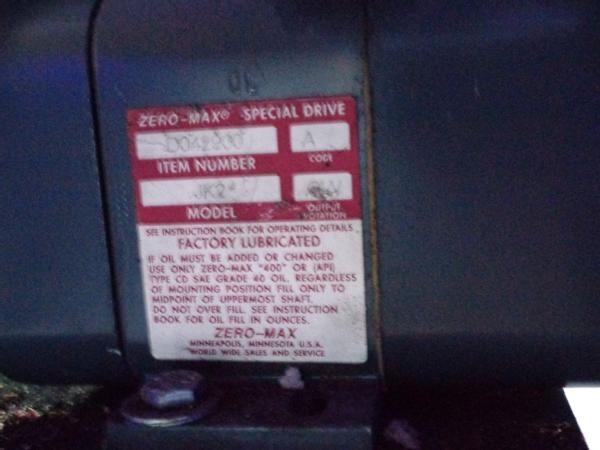 ZERO-MAX® SPECIAL DRIVE
A
ITEM NUMBER CODE
JK2
MODEL OUTPUT ROTATION
SEE INSTRUCTION BOOK FOR OPERATING DETAILS
FACTORY LUBRICATED
IF OIL MUST BE ADDED OR CHANGED
USE ONLY ZERO-MAX "400" OR (API)
TYPE CD SAE GRADE 40 OIL. REGARDLESS
OF MOUNTING POSITION FILL ONLY TO
MIDPOINT OF UPPERMOST SHAFT.
DO NOT OVER FILL. SEE INSTRUCTION
BOOK FOR OIL FILL IN OUNCES.
ZERO-MAX
MINNEAPOLIS, MINNESOTA U.S.A.
WORLD WIDE SALES AND SERVICE